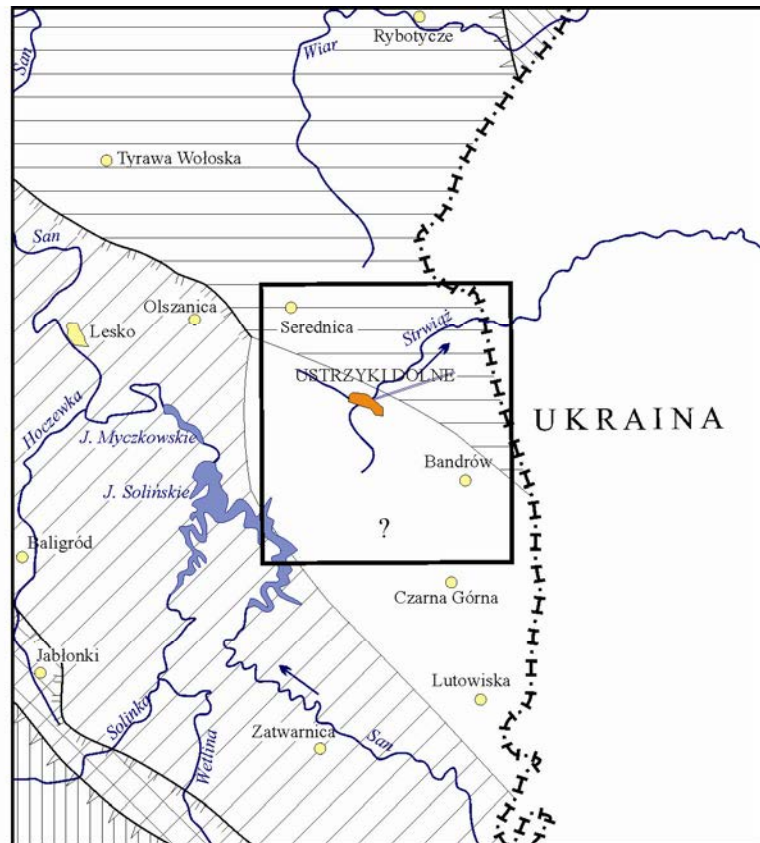 San
Wiar
Rybotycze
Tyrawa Wołoska
San
Olszanica
Serednica
Lesko
Strwiąż
USTRZYKI DOLNE
Hoczewka
UKRAINA
J. Myczkowskie
Bandrów
J. Solińskie
?
Baligród
Czarna Górna
Jabłonki
Lutowiska
Solinka
Wetlina
Zatwarnica
San